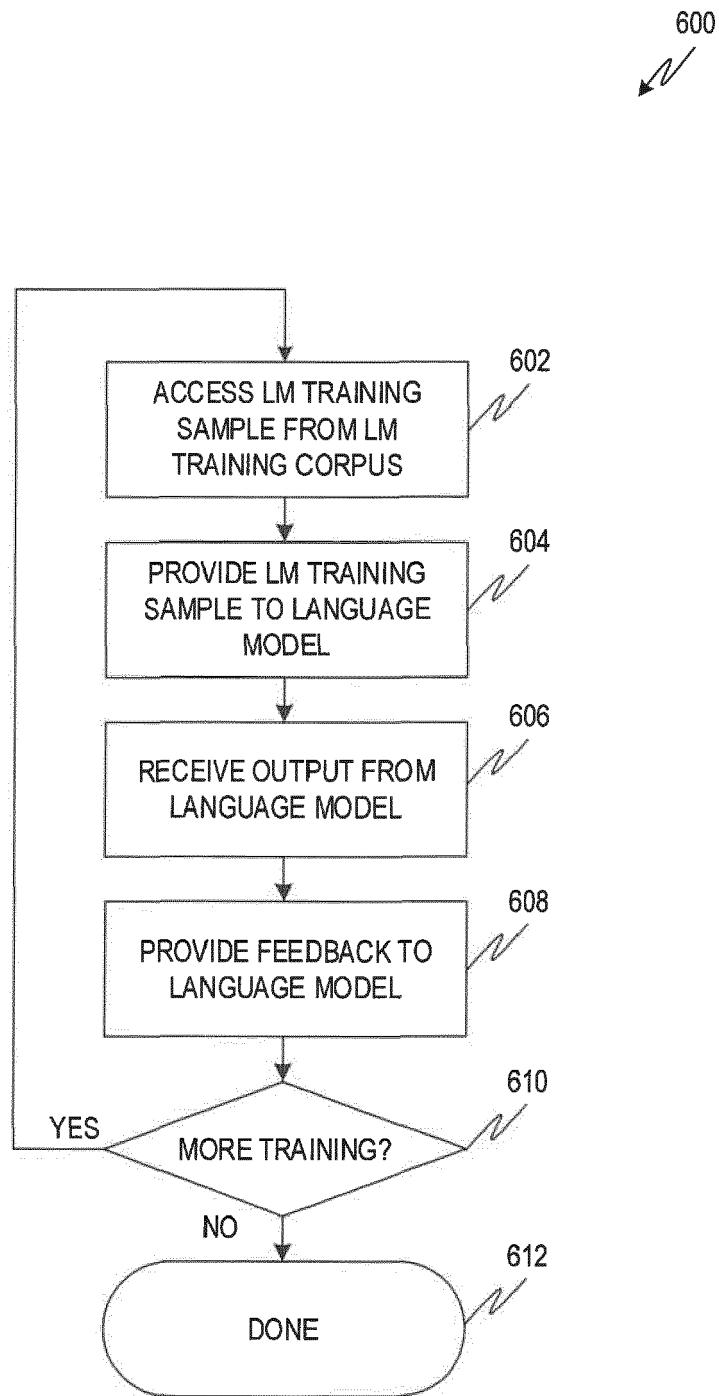 600
602
ACCESS LM TRAINING
SAMPLE FROM LM
TRAINING CORPUS
604
PROVIDE LM TRAINING
SAMPLE TO LANGUAGE
MODEL
606
RECEIVE OUTPUT FROM
LANGUAGE MODEL
608
PROVIDE FEEDBACK TO
LANGUAGE MODEL
610
YES
MORE TRAINING?
NO
612
DONE